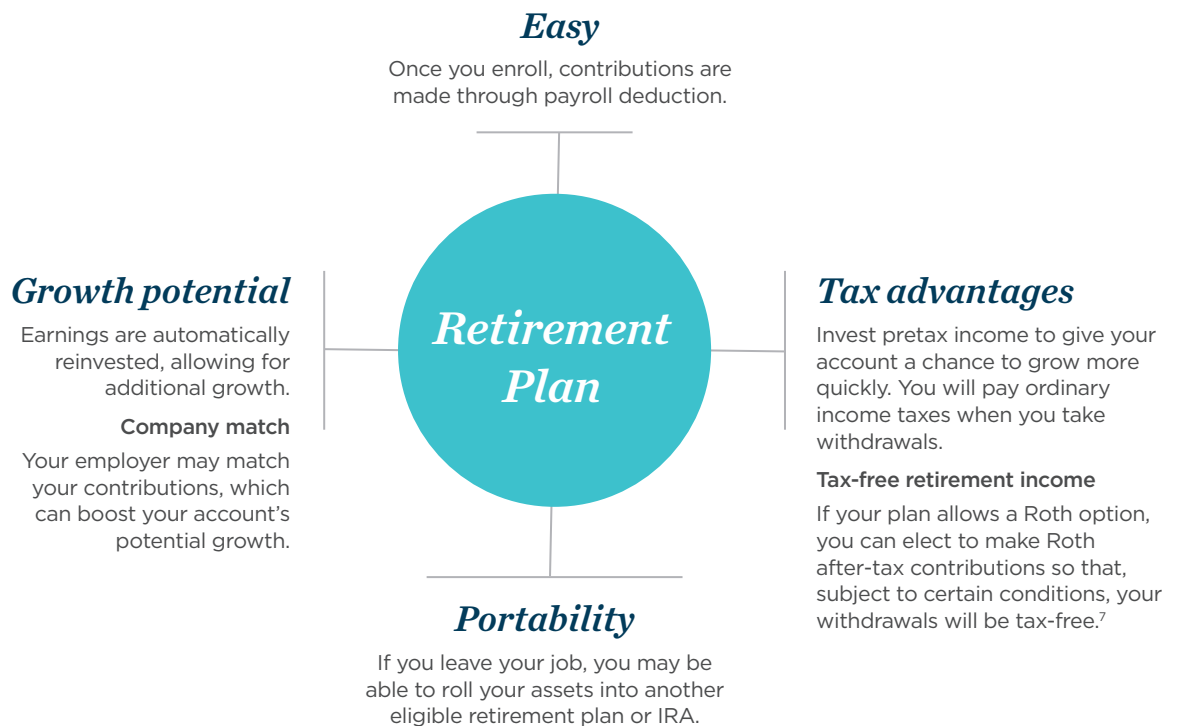 Easy
Once you enroll, contributions are
made through payroll deduction.
Growth potential
Earnings are automatically
reinvested, allowing for
additional growth.
Company match
Your employer may match
your contributions, which
can boost your account's
potential growth.
Retirement
Plan
Tax advantages
Invest pretax income to give your
account a chance to grow more
quickly. You will pay ordinary
income taxes when you take
withdrawals.
Tax-free retirement income
If your plan allows a Roth option,
you can elect to make Roth
after-tax contributions so that,
subject to certain conditions, your
withdrawals will be tax-free.7
Portability
If you leave your job, you may be
able to roll your assets into another
eligible retirement plan or IRA.